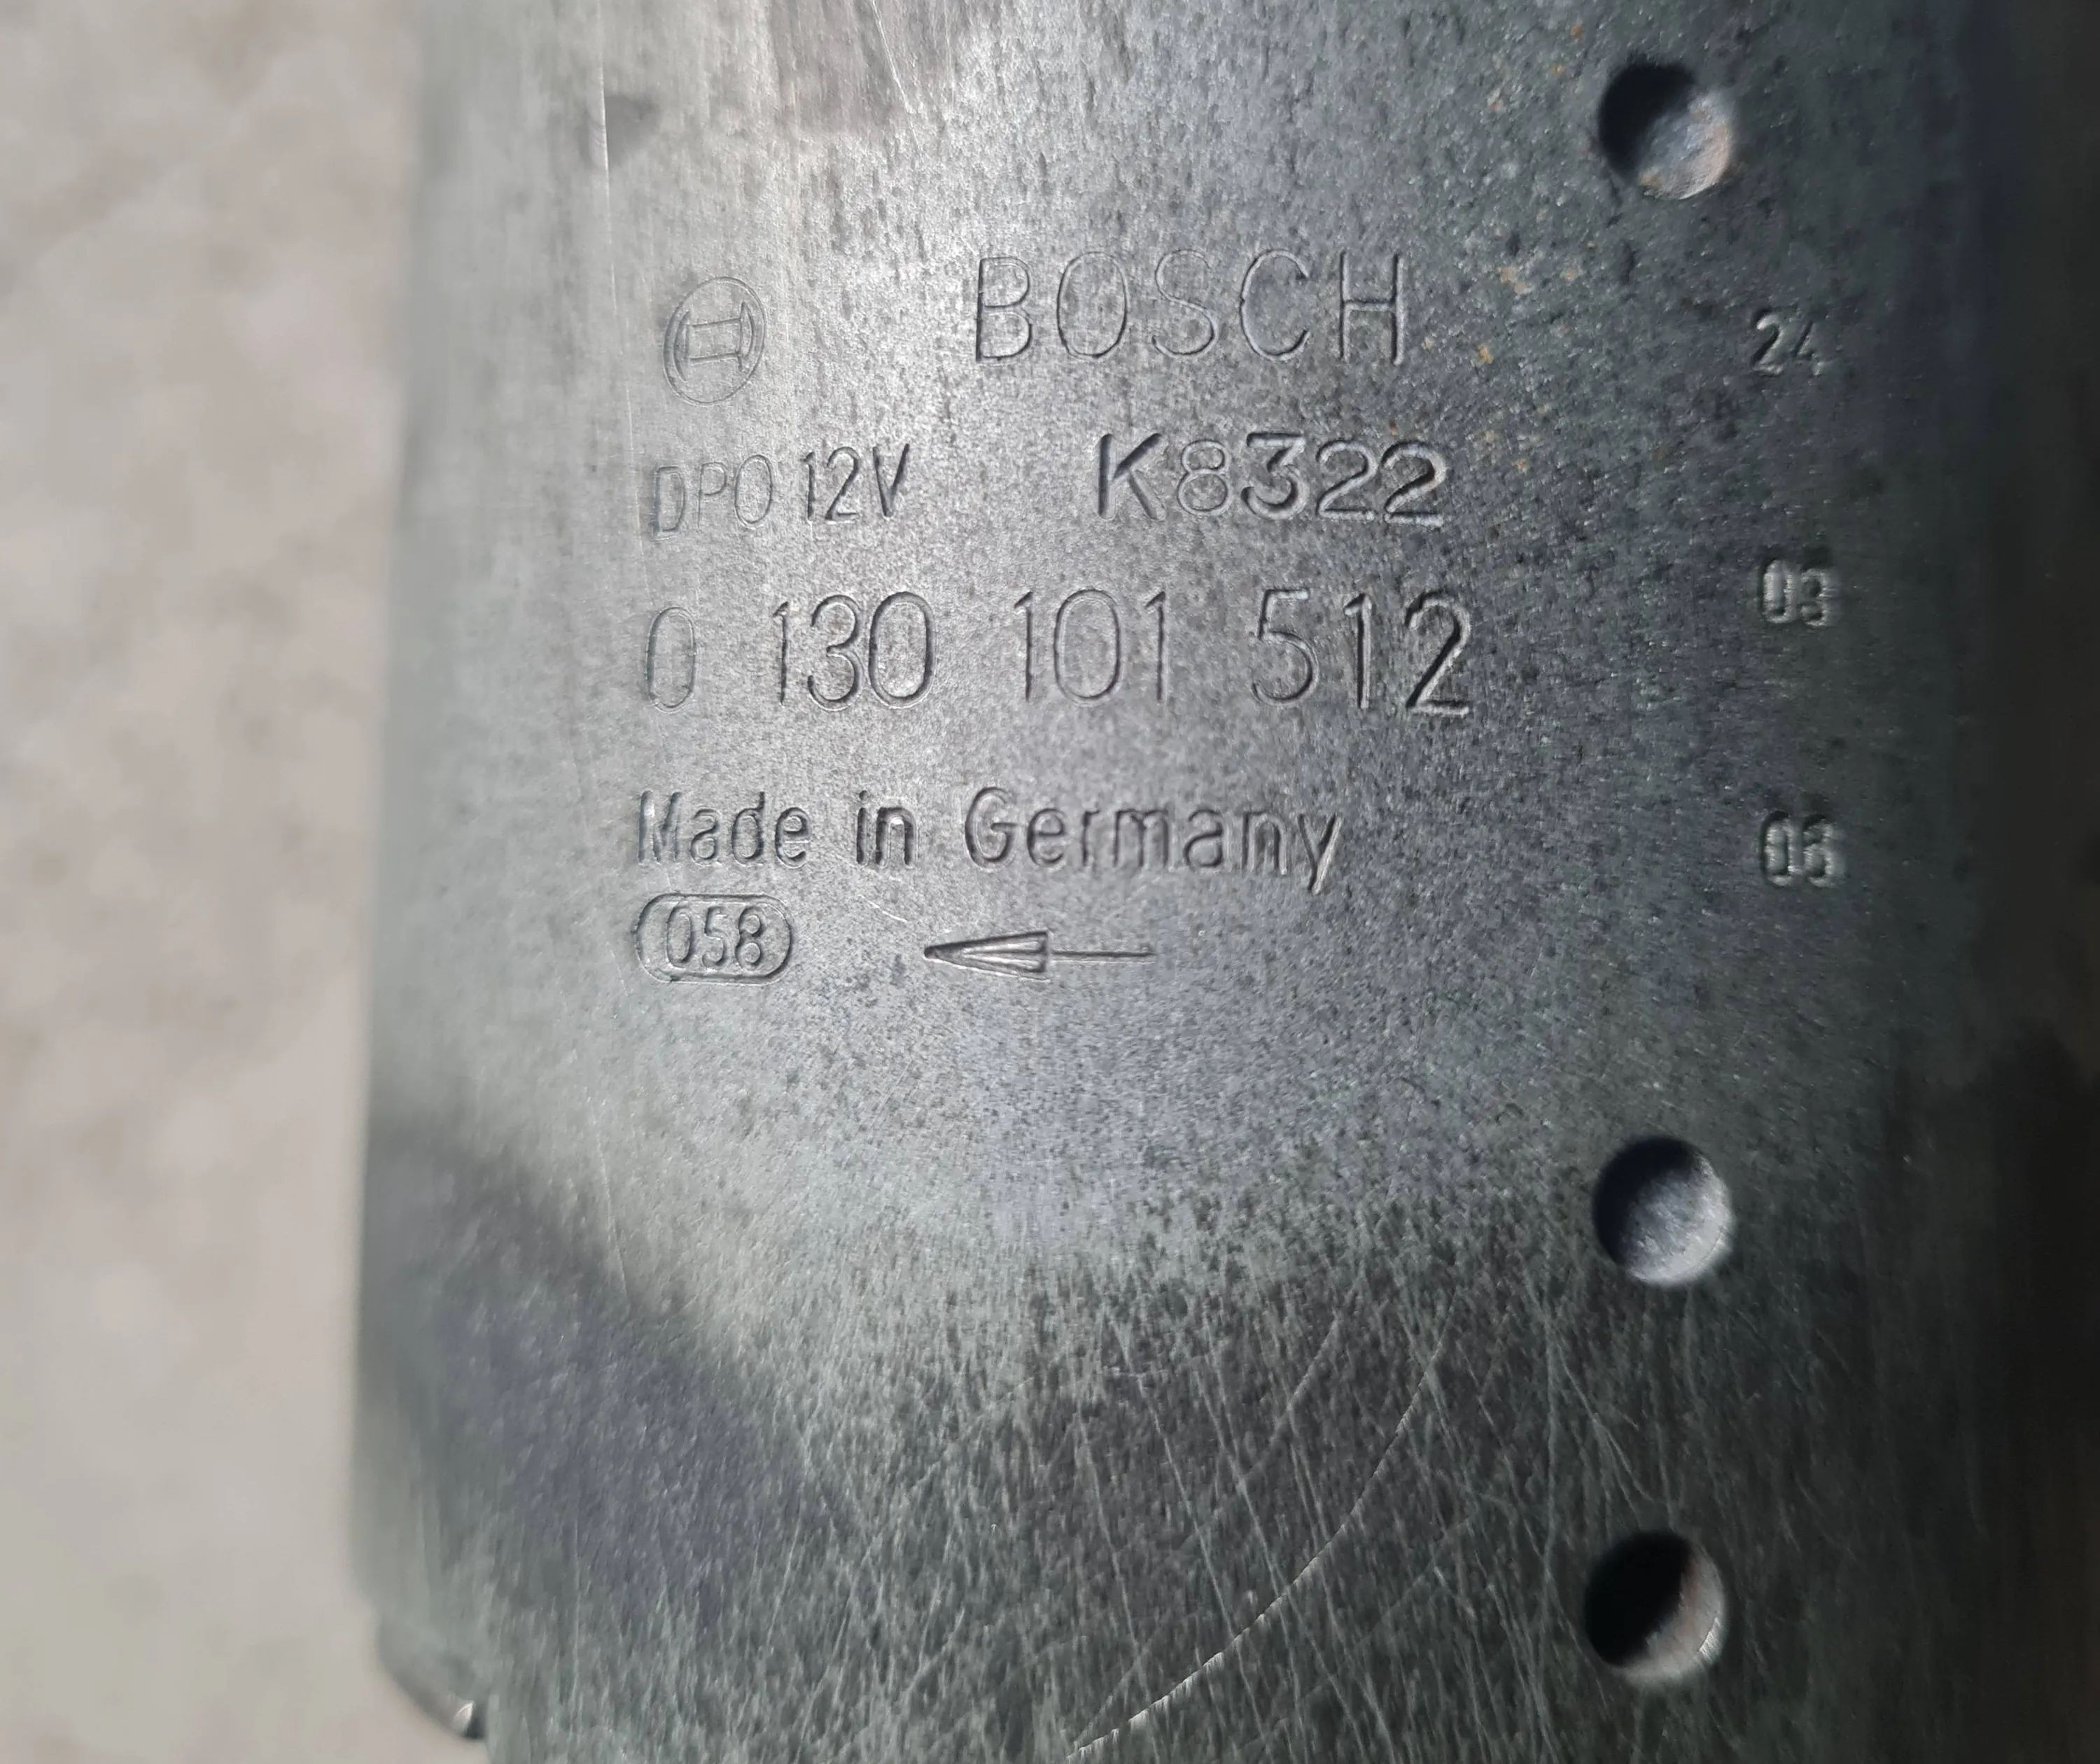 BOSCH
24
DPO 12V K8322
0 130 101 512
03
Made in Germany
06
058